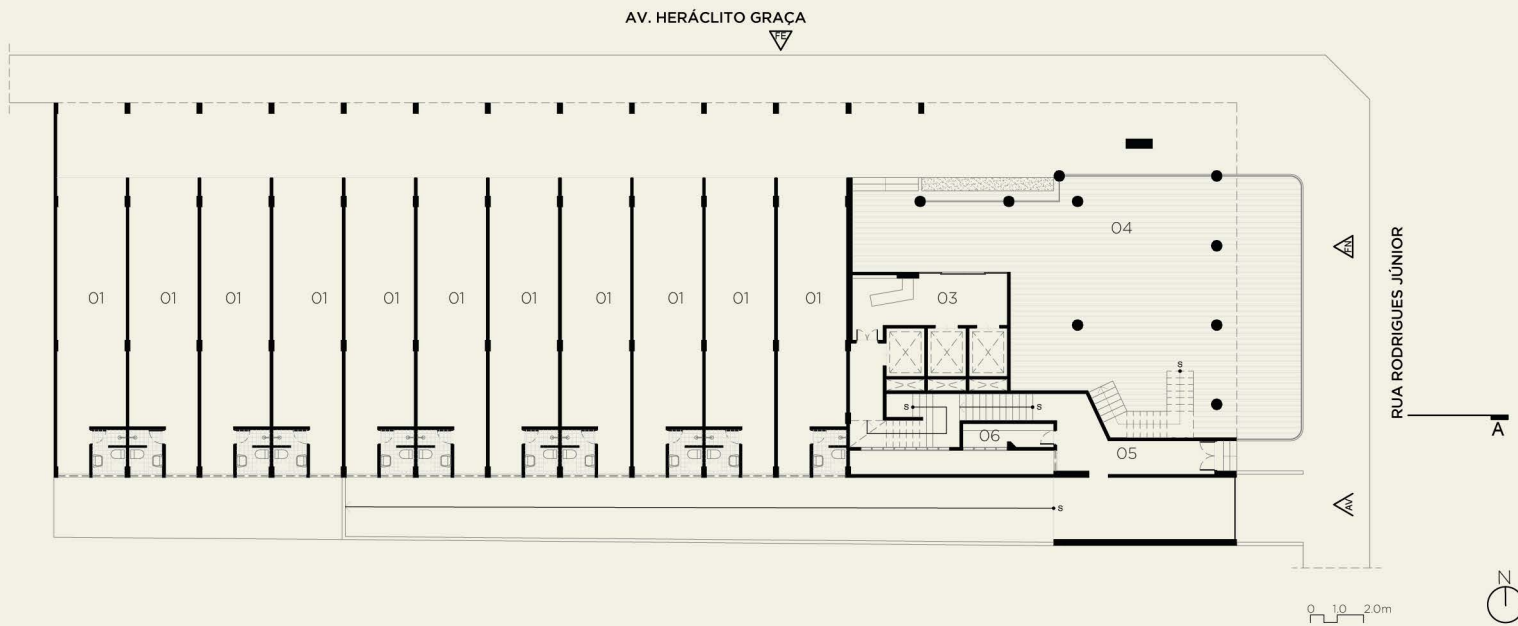 AV. HERÁCLITO GRAÇA
FE
04
FN
RUA RODRIGUES JÚNIOR
01 01 01 01 01 01 01 01 01 01 01
03
S
S S
A
06
05
S
AV
N
0 1.0 2.0m